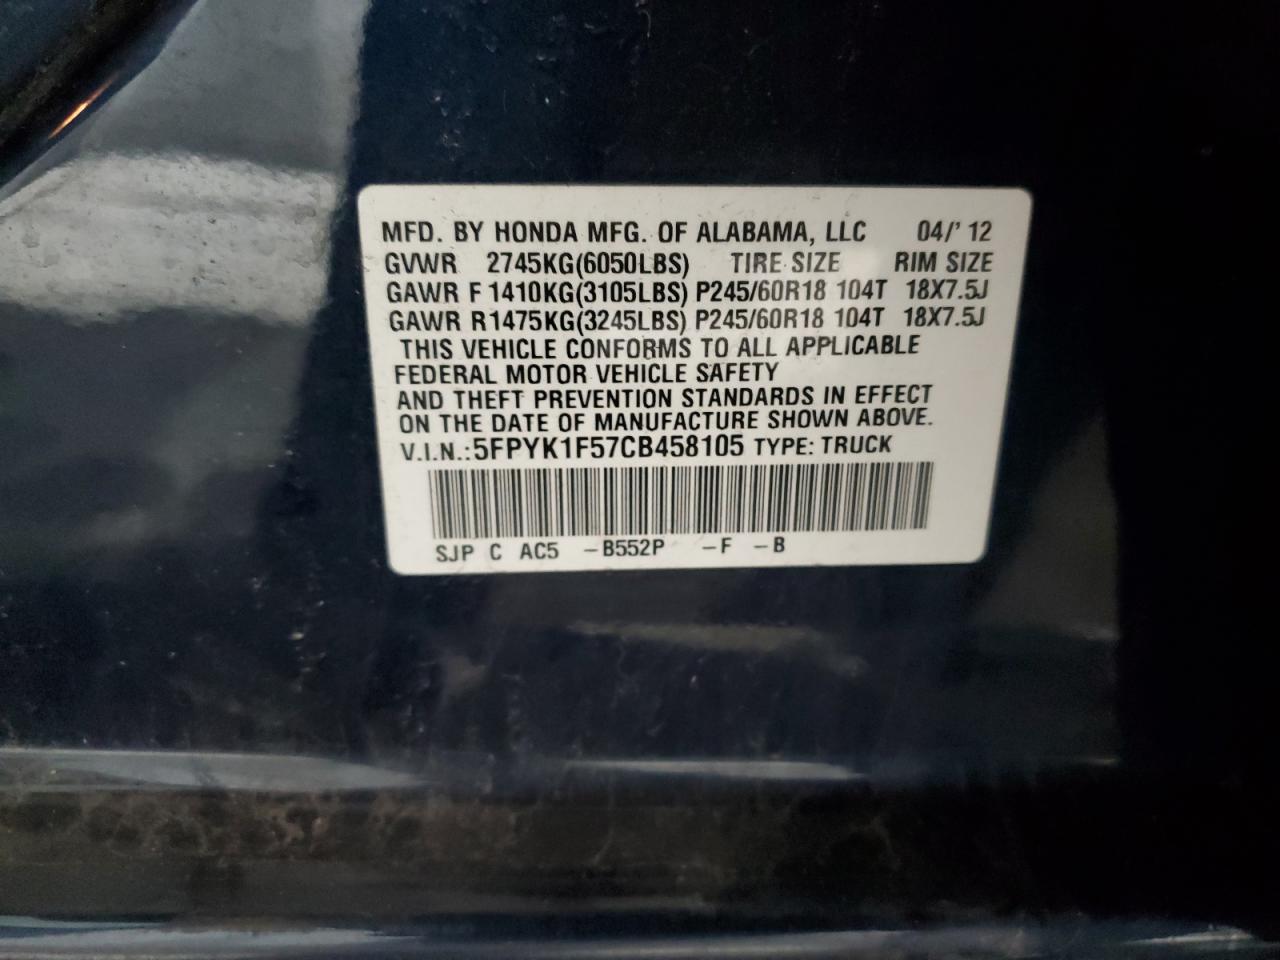 MFD. BY HONDA MFG. OF ALABAMA, LLC 04/' 12
GVWR 2745KG(6050LBS) TIRE SIZE RIM SIZE
GAWR F 1410KG(3105LBS) P245/60R18 104T 18X7.5J
GAWR R1475KG(3245LBS) P245/60R18 104T 18X7.5J
THIS VEHICLE CONFORMS TO ALL APPLICABLE
FEDERAL MOTOR VEHICLE SAFETY
AND THEFT PREVENTION STANDARDS IN EFFECT
ON THE DATE OF MANUFACTURE SHOWN ABOVE.
V.I.N.:5FPYK1F57CB458105 TYPE: TRUCK
SJP C AC5 -B552P -F -B